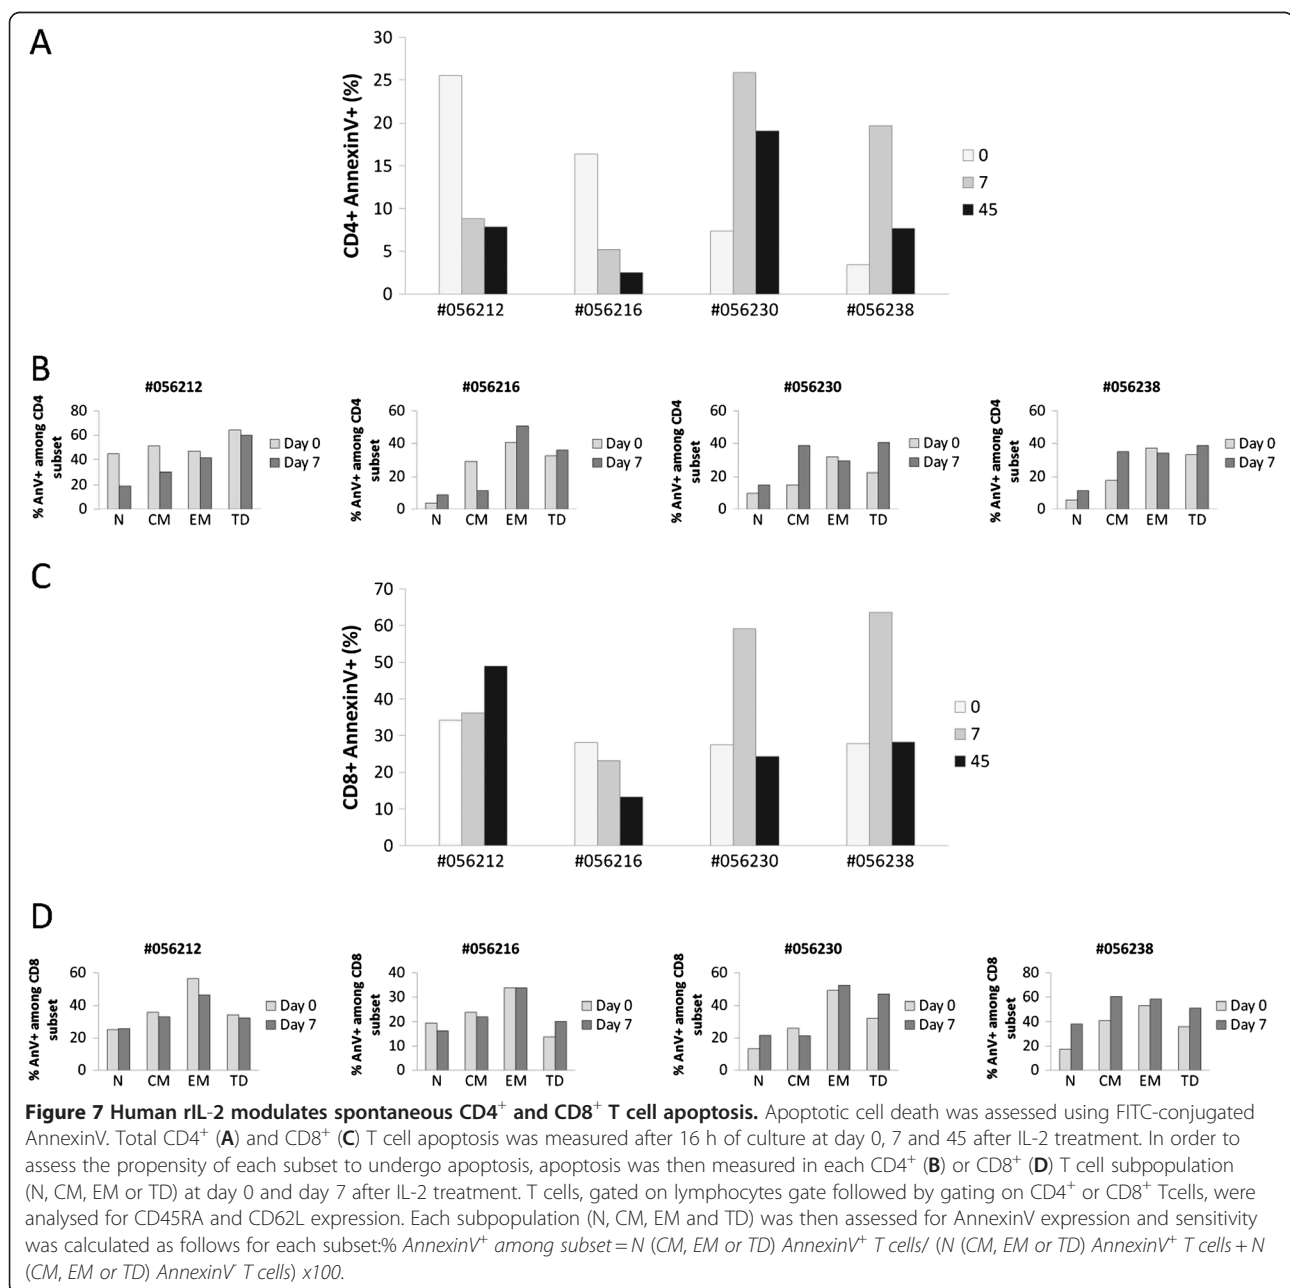 A
CD4+ AnnexinV+ (%)
30
25
20
15
10
5
0
#056212 #056216 #056230 #056238
0
7
45
B
#056212
% AnV+ among CD4
subset
80
60
40
20
0
N CM EM TD
Day 0
Day 7
#056216
% AnV+ among CD4
subset
60
40
20
0
N CM EM TD
Day 0
Day 7
#056230
% AnV+ among CD4
subset
60
40
20
0
N CM EM TD
Day 0
Day 7
#056238
% AnV+ among CD4
subset
60
40
20
0
N CM EM TD
Day 0
Day 7
C
CD8+ AnnexinV+ (%)
70
60
50
40
30
20
10
0
#056212 #056216 #056230 #056238
0
7
45
D
#056212
% AnV+ among CD8
subset
60
40
20
0
N CM EM TD
Day 0
Day 7
#056216
% AnV+ among CD8
subset
40
30
20
10
0
N CM EM TD
Day 0
Day 7
#056230
% AnV+ among CD8
subset
60
40
20
0
N CM EM TD
Day 0
Day 7
#056238
% AnV+ among CD8
subset
80
60
40
20
0
N CM EM TD
Day 0
Day 7
Figure 7 Human rIL-2 modulates spontaneous CD4⁺ and CD8⁺ T cell apoptosis. Apoptotic cell death was assessed using FITC-conjugated
AnnexinV. Total CD4⁺ (A) and CD8⁺ (C) T cell apoptosis was measured after 16 h of culture at day 0, 7 and 45 after IL-2 treatment. In order to
assess the propensity of each subset to undergo apoptosis, apoptosis was then measured in each CD4⁺ (B) or CD8⁺ (D) T cell subpopulation
(N, CM, EM or TD) at day 0 and day 7 after IL-2 treatment. T cells, gated on lymphocytes gate followed by gating on CD4⁺ or CD8⁺ Tcells, were
analysed for CD45RA and CD62L expression. Each subpopulation (N, CM, EM and TD) was then assessed for AnnexinV expression and sensitivity
was calculated as follows for each subset:% AnnexinV⁺ among subset = N (CM, EM or TD) AnnexinV⁺ T cells/ (N (CM, EM or TD) AnnexinV⁺ T cells + N
(CM, EM or TD) AnnexinV⁻ T cells) x100.